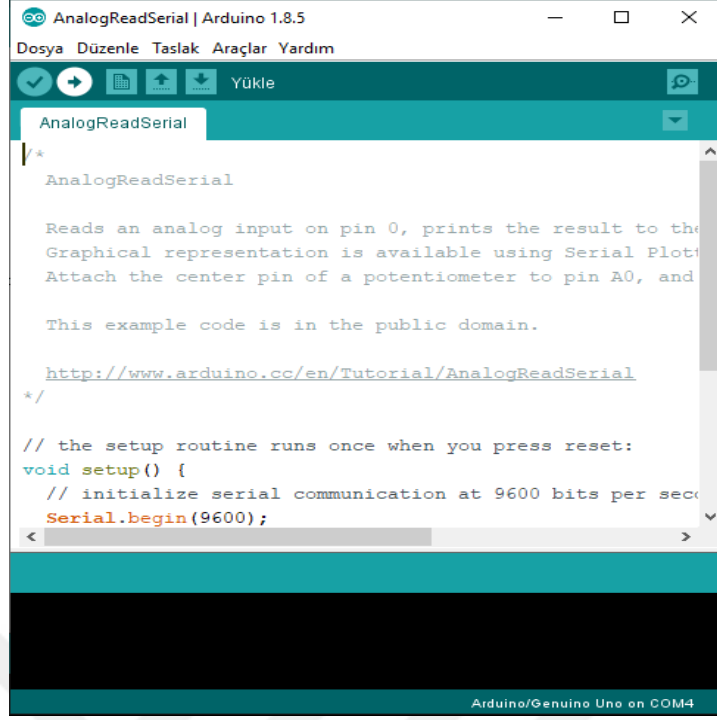 AnalogReadSerial | Arduino 1.8.5
Dosya Düzenle Taslak Araçlar Yardım
Yükle
AnalogReadSerial
/*
AnalogReadSerial
Reads an analog input on pin 0, prints the result to the
Graphical representation is available using Serial Plott
Attach the center pin of a potentiometer to pin A0, and
This example code is in the public domain.
http://www.arduino.cc/en/Tutorial/AnalogReadSerial
*/
// the setup routine runs once when you press reset:
void setup() {
// initialize serial communication at 9600 bits per seco
Serial.begin(9600);
Arduino/Genuino Uno on COM4